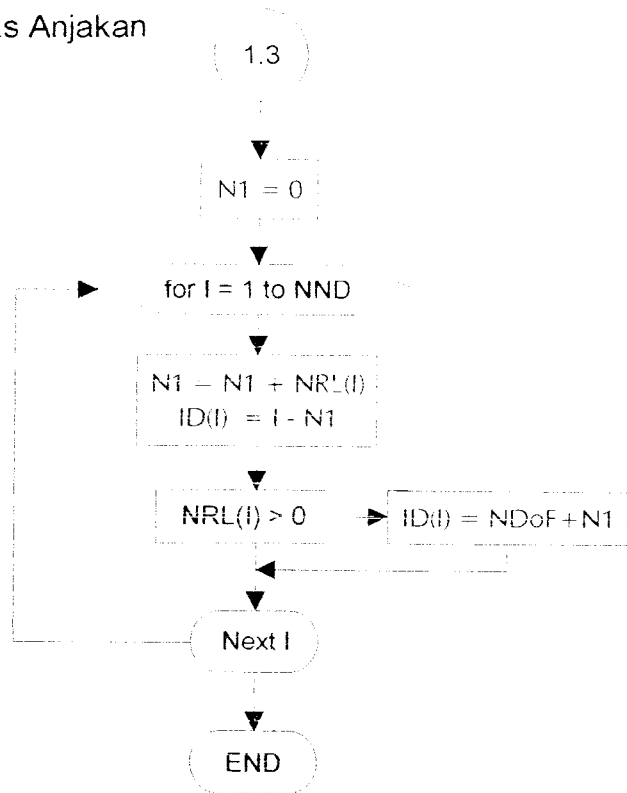 s Anjakan
1.3
N1 = 0
for I = 1 to NND
N1 = N1 + NRL(I)
ID(I) = I - N1
NRL(I) > 0
ID(I) = NDoF+N1
Next I
END